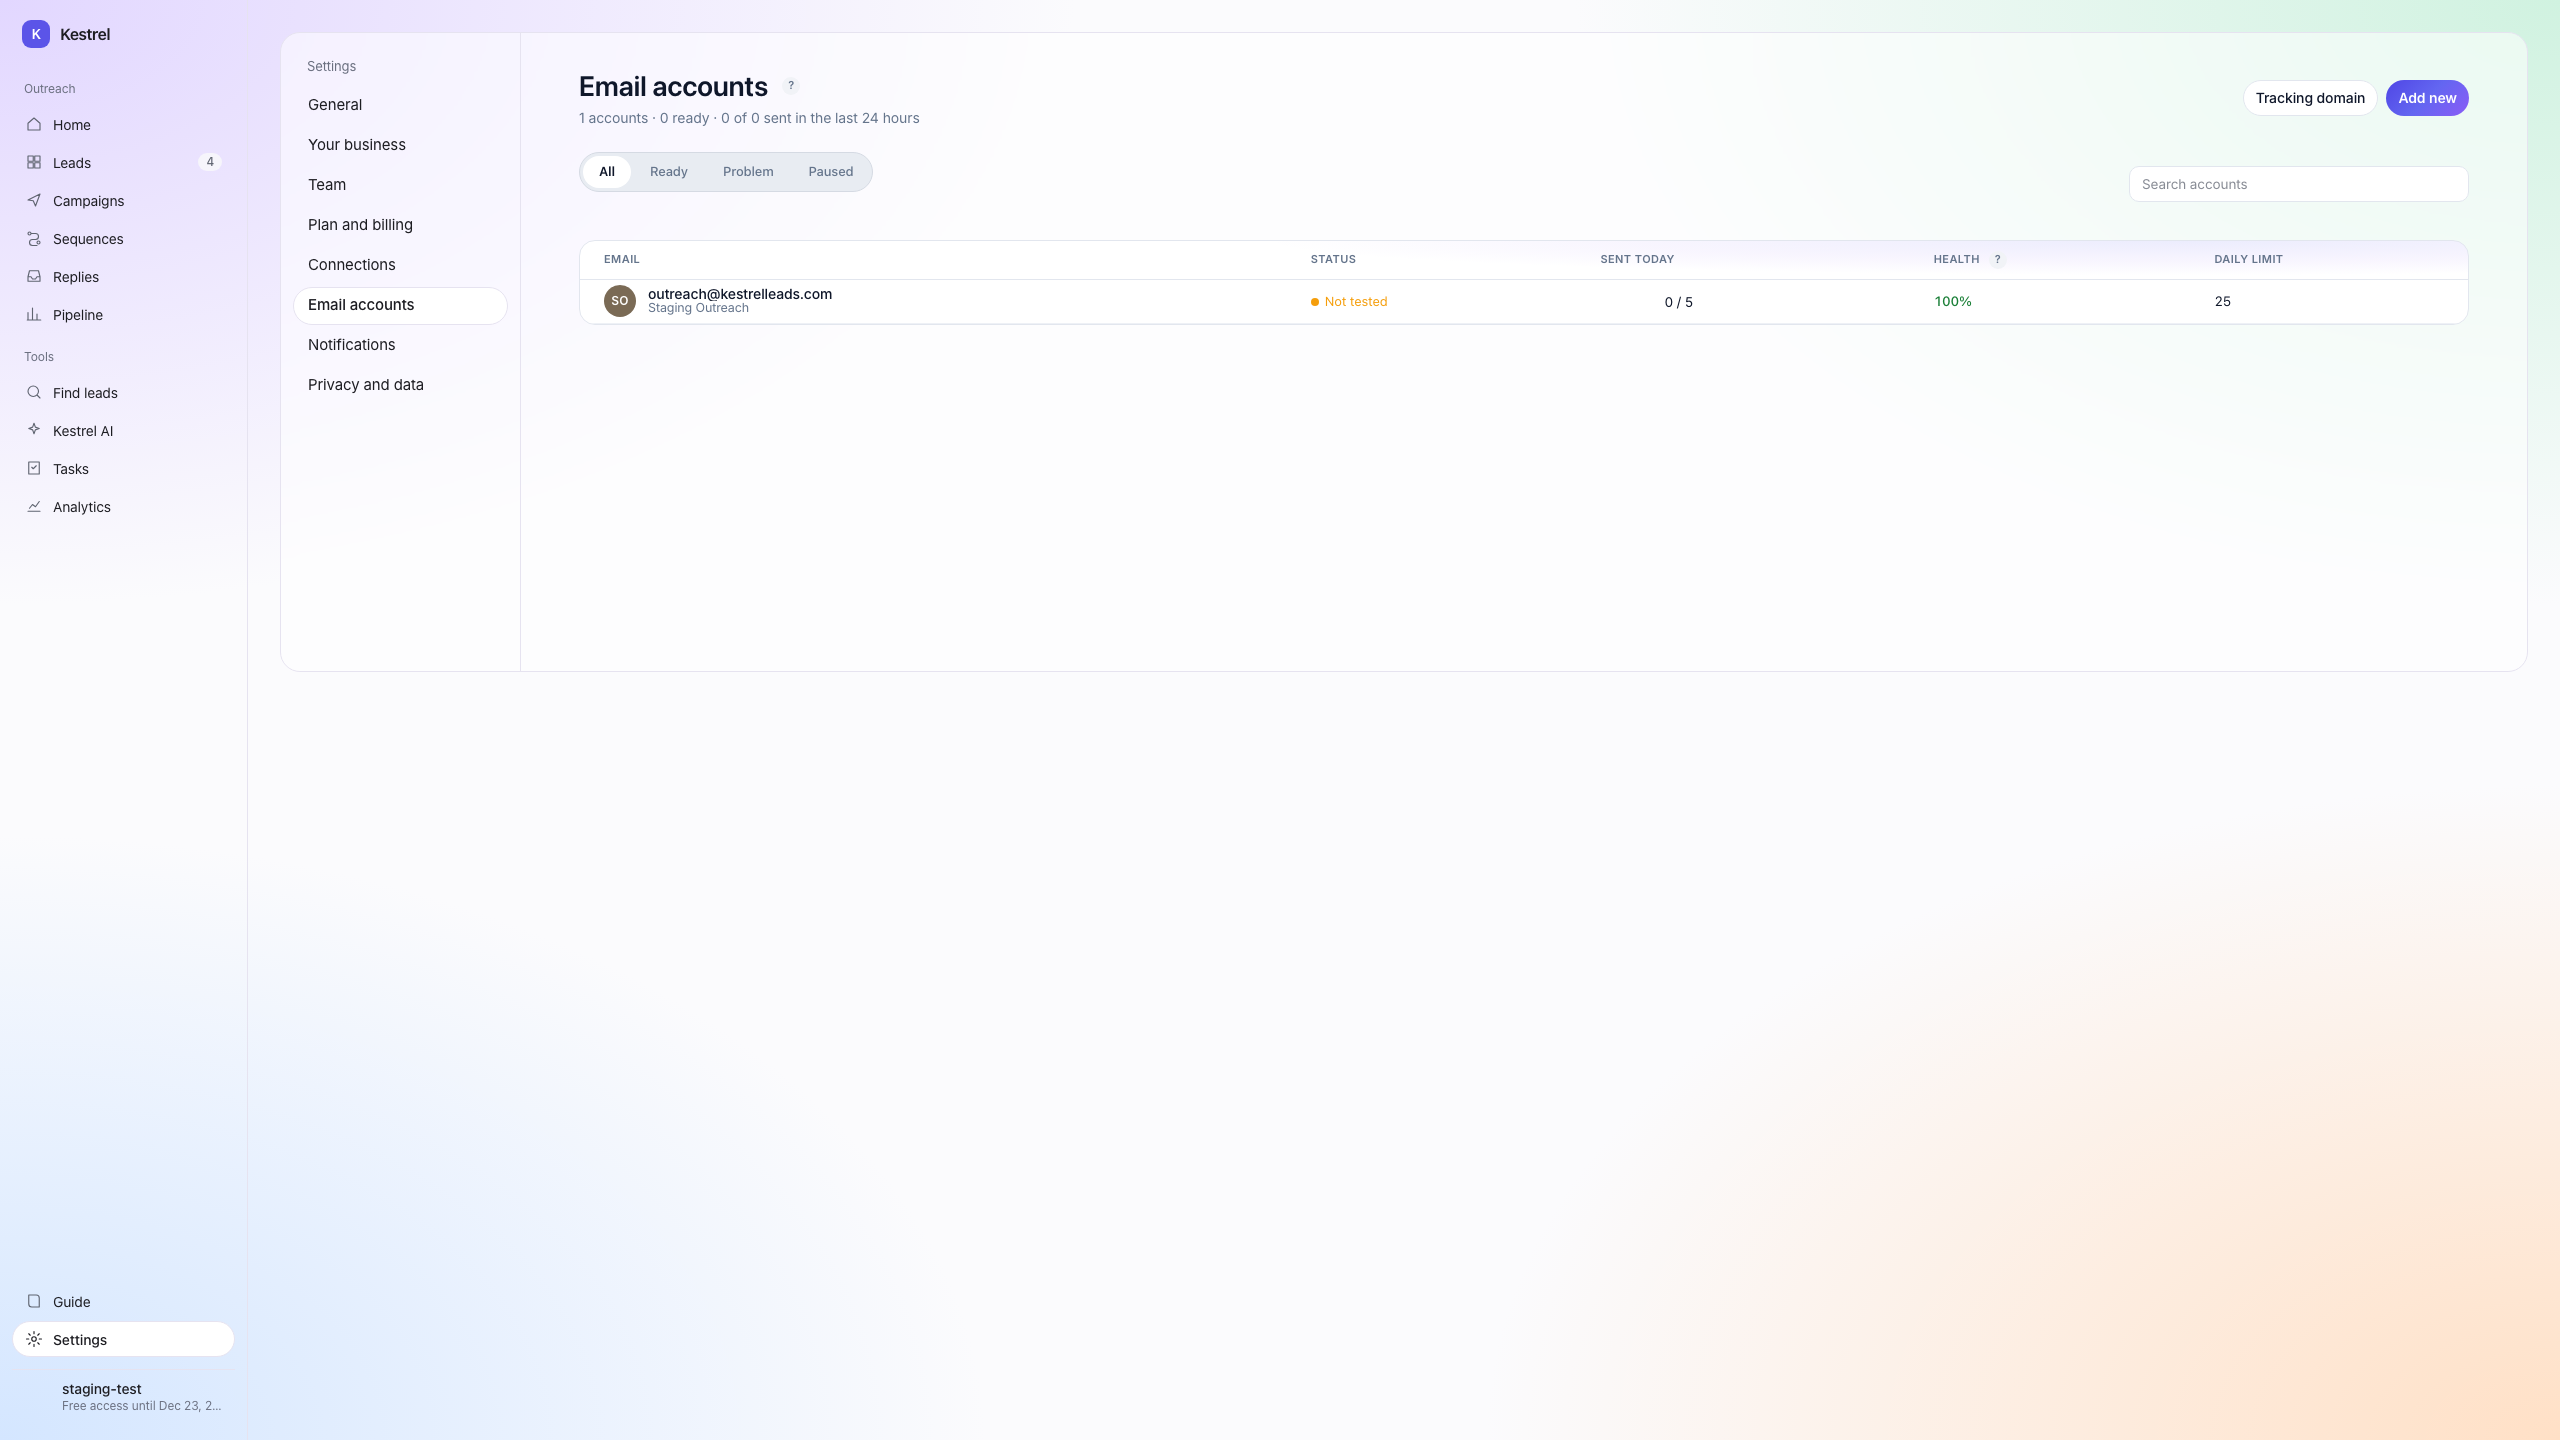 K Kestrel
Outreach
Home
Leads 4
Campaigns
Sequences
Replies
Pipeline
Tools
Find leads
Kestrel AI
Tasks
Analytics
Guide
Settings
staging-test
Free access until Dec 23, 2...
Settings
General
Your business
Team
Plan and billing
Connections
Email accounts
Notifications
Privacy and data
Email accounts ?
1 accounts · 0 ready · 0 of 0 sent in the last 24 hours
Tracking domain Add new
All Ready Problem Paused
Search accounts
EMAIL STATUS SENT TODAY HEALTH ? DAILY LIMIT
SO outreach@kestrelleads.com Not tested 0 / 5 100% 25
Staging Outreach